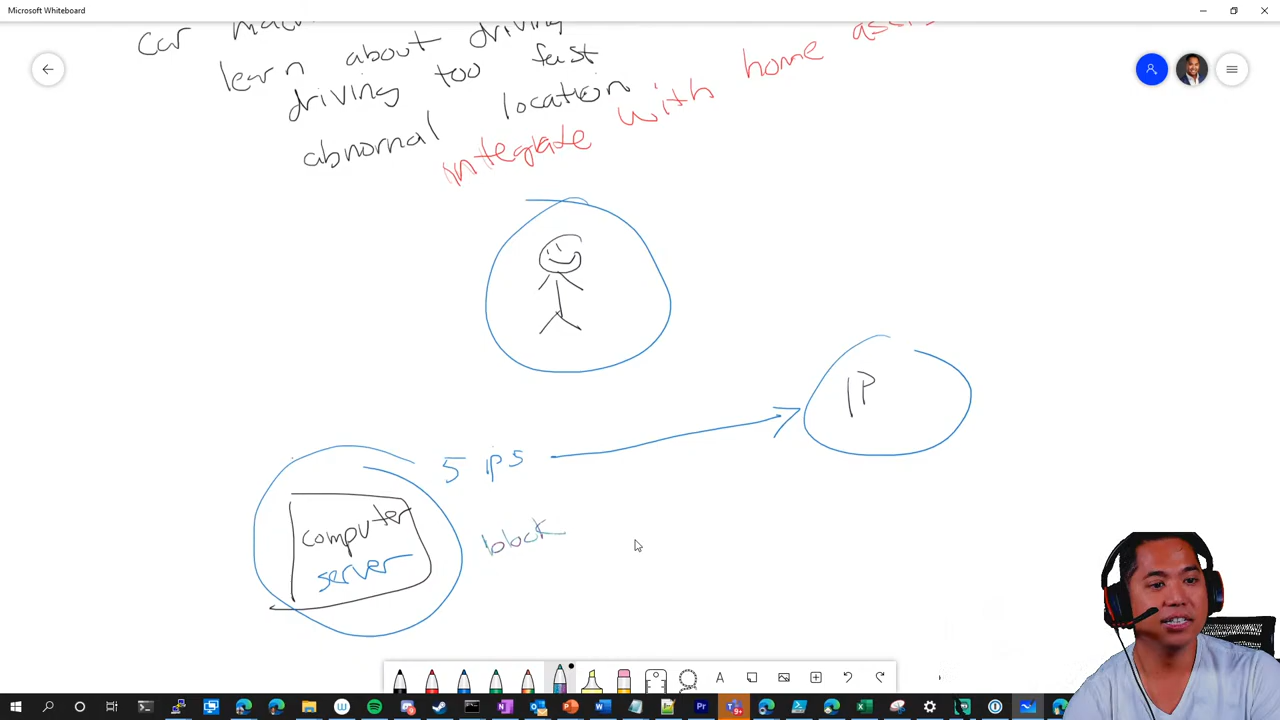 Microsoft Whiteboard
car
learn about driving
driving too fast
abnornal location
integrate with home
IP
5 ips
computer
server
block